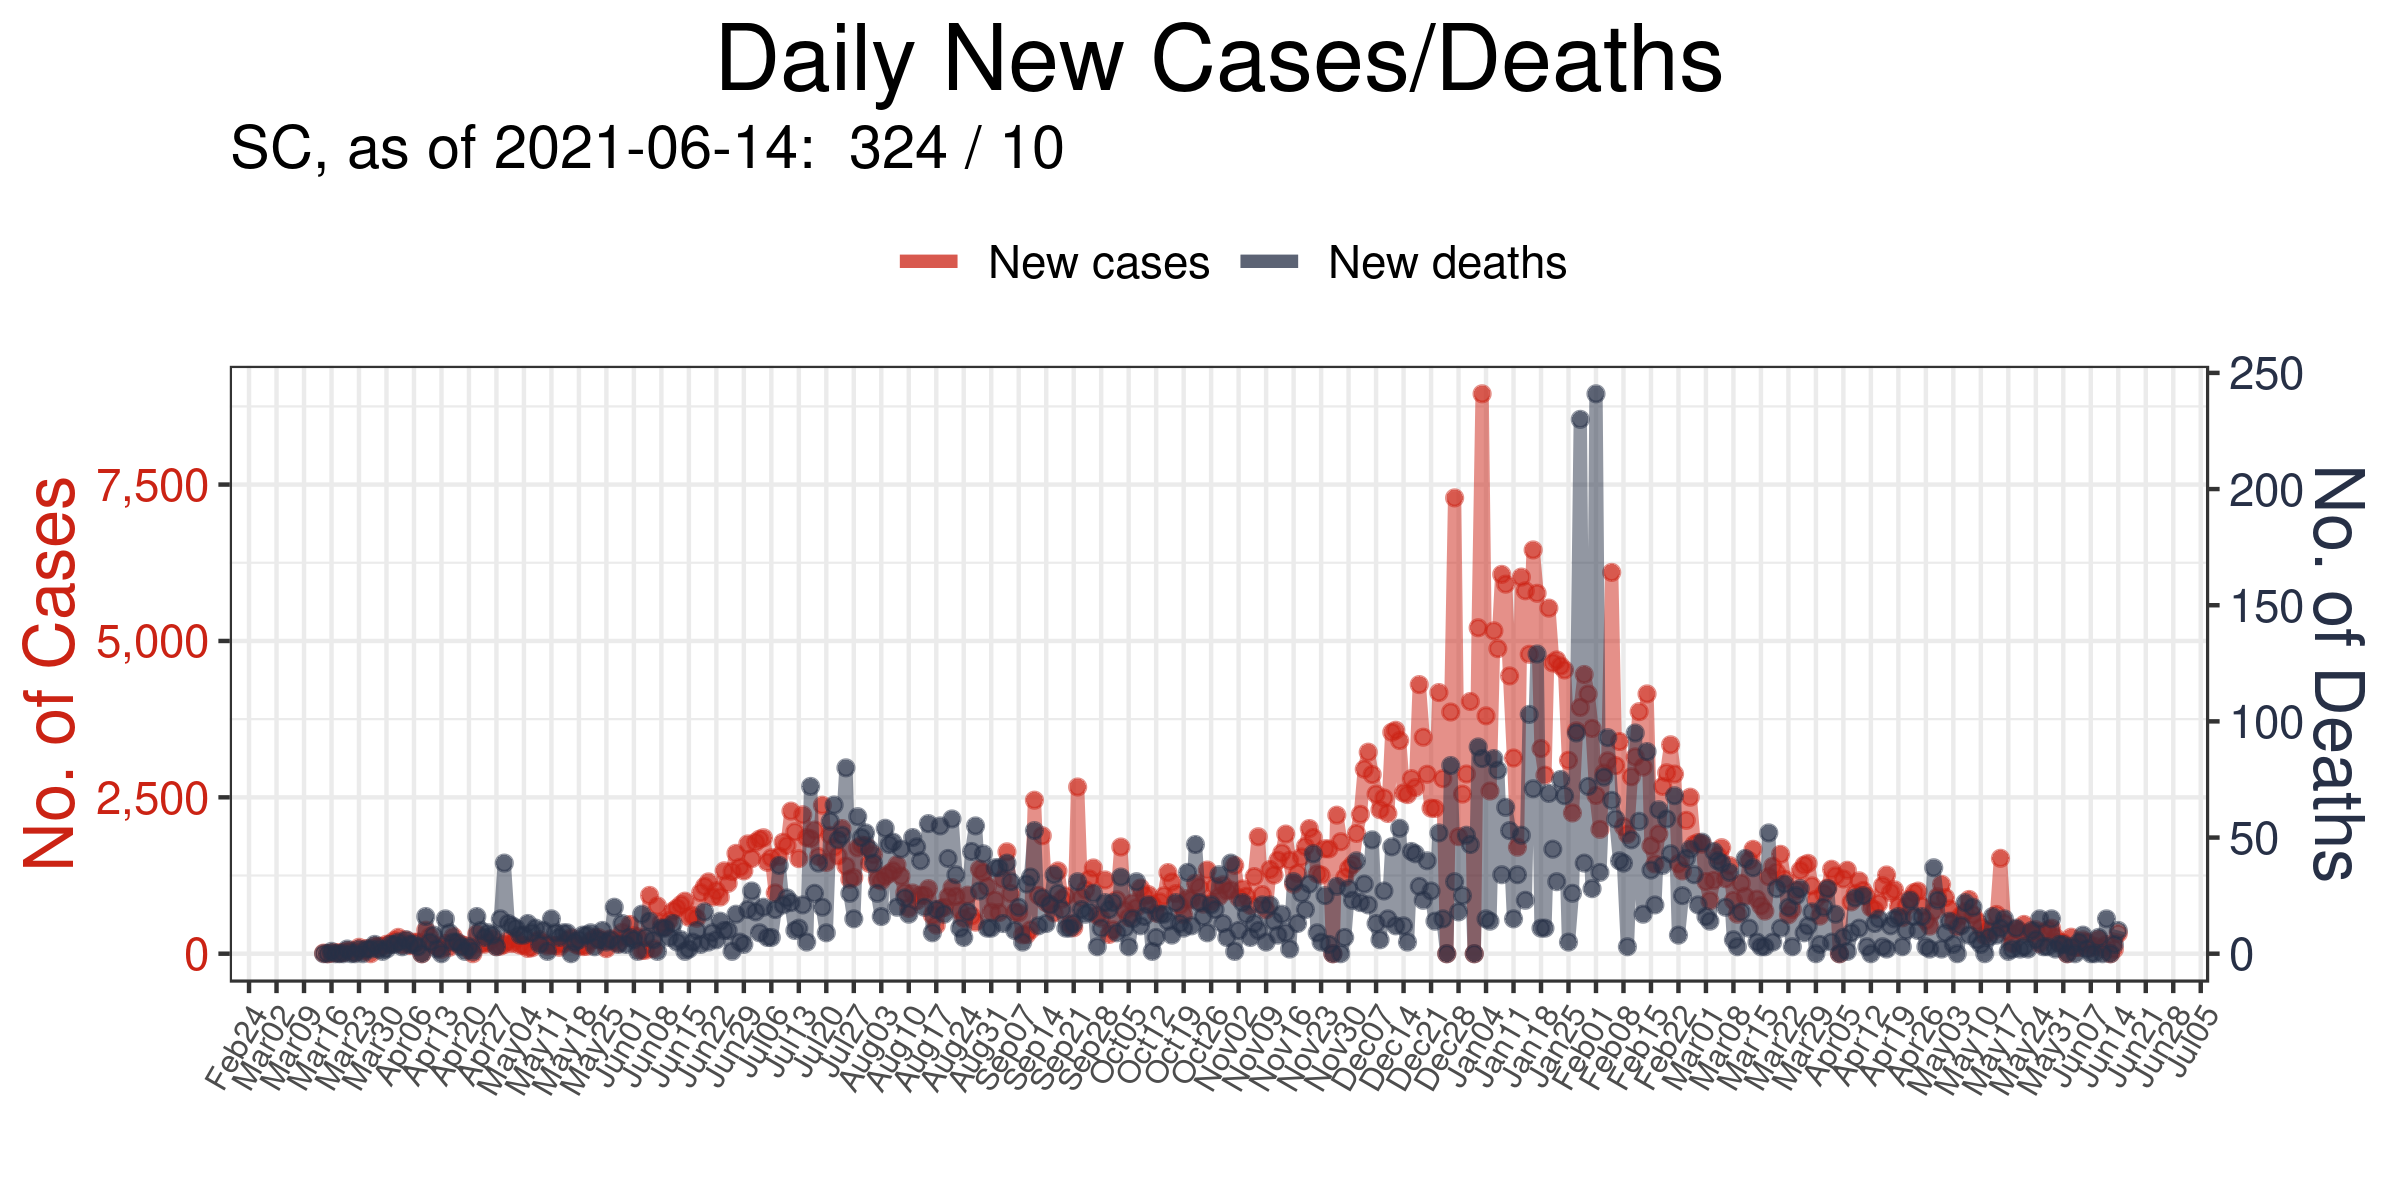 Daily New Cases/Deaths
SC, as of 2021-06-14:  324 / 10
New cases
New deaths
No. of Cases
7,500
5,000
2,500
0
250
200
150
100
50
0
No. of Deaths
Feb24
Mar02
Mar09
Mar16
Mar23
Mar30
Apr06
Apr13
Apr20
Apr27
May04
May11
May18
May25
Jun01
Jun08
Jun15
Jun22
Jun29
Jul06
Jul13
Jul20
Jul27
Aug03
Aug10
Aug17
Aug24
Aug31
Sep07
Sep14
Sep21
Sep28
Oct05
Oct12
Oct19
Oct26
Nov02
Nov09
Nov16
Nov23
Nov30
Dec07
Dec14
Dec21
Dec28
Jan04
Jan11
Jan18
Jan25
Feb01
Feb08
Feb15
Feb22
Mar01
Mar08
Mar15
Mar22
Mar29
Apr05
Apr12
Apr19
Apr26
May03
May10
May17
May24
May31
Jun07
Jun14
Jun21
Jun28
Jul05